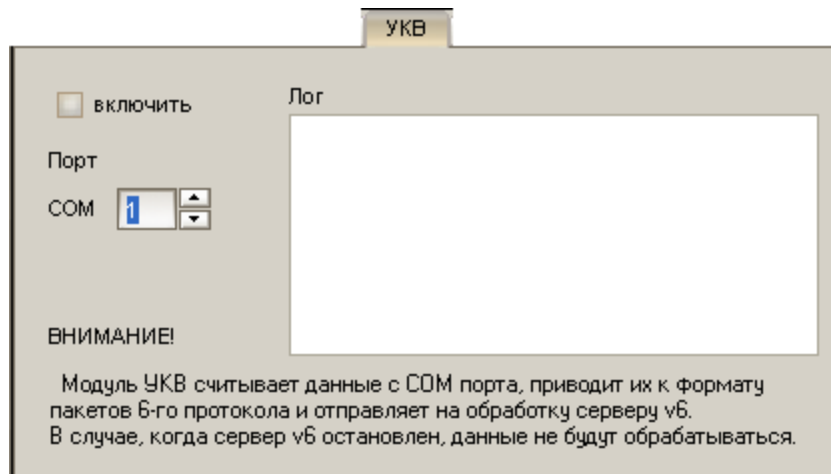 УКВ
включить
Лог
Порт
COM 1
ВНИМАНИЕ!
Модуль УКВ считывает данные с COM порта, приводит их к формату
пакетов 6-го протокола и отправляет на обработку серверу v6.
В случае, когда сервер v6 остановлен, данные не будут обрабатываться.